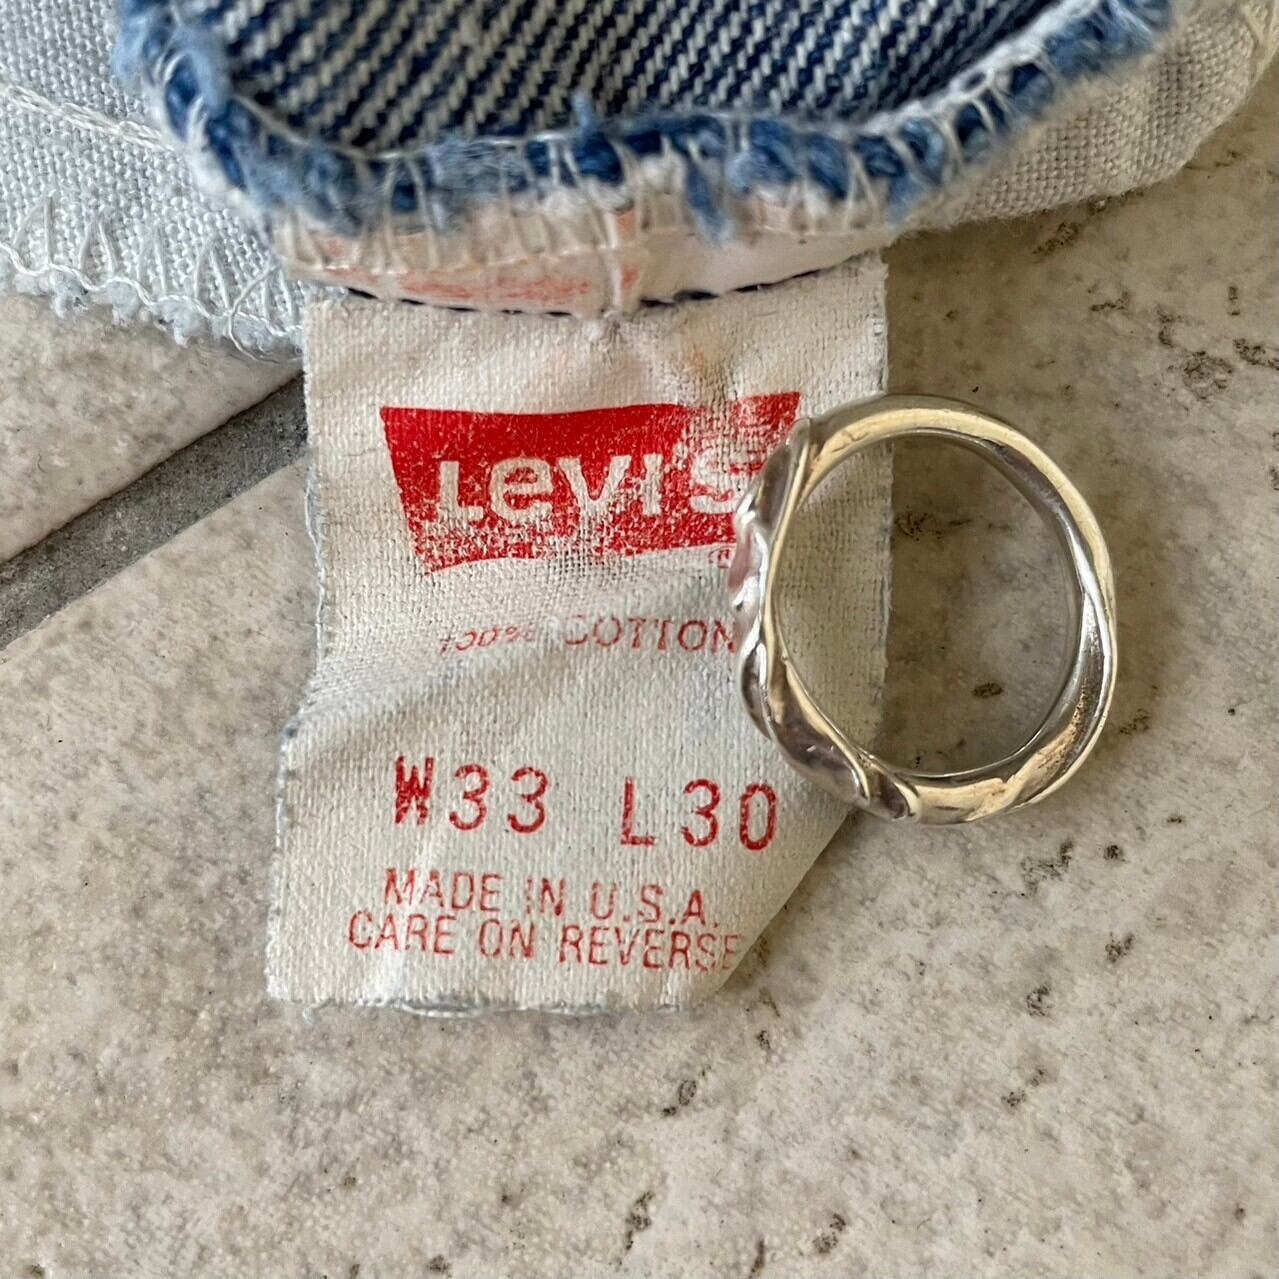 Levi's ®
100% COTTON
W33 L30
MADE IN U.S.A.
CARE ON REVERSE